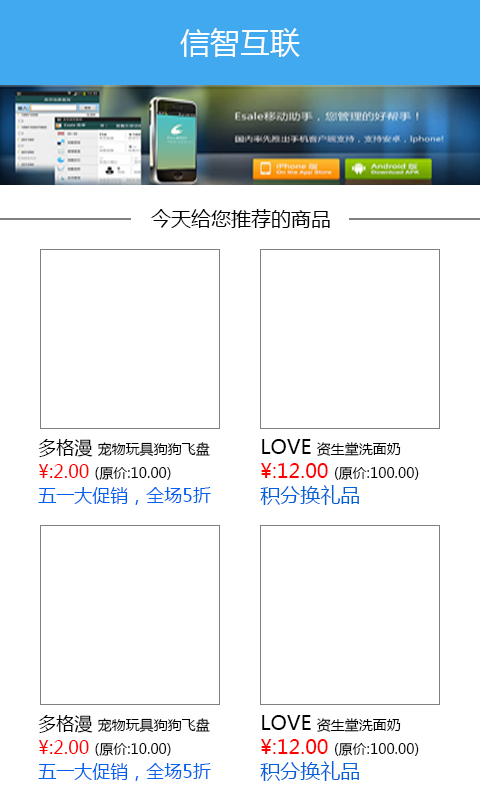 信智互联
Esale移动助手，您管理的好帮手！
国内率先推出手机客户端支持，支持安卓，Iphone!
iPhone 版
On the App Store
Android 版
Download APK
今天给您推荐的商品
多格漫 宠物玩具狗狗飞盘
¥:2.00 (原价:10.00)
五一大促销，全场5折
LOVE 资生堂洗面奶
¥:12.00 (原价:100.00)
积分换礼品
多格漫 宠物玩具狗狗飞盘
¥:2.00 (原价:10.00)
五一大促销，全场5折
LOVE 资生堂洗面奶
¥:12.00 (原价:100.00)
积分换礼品